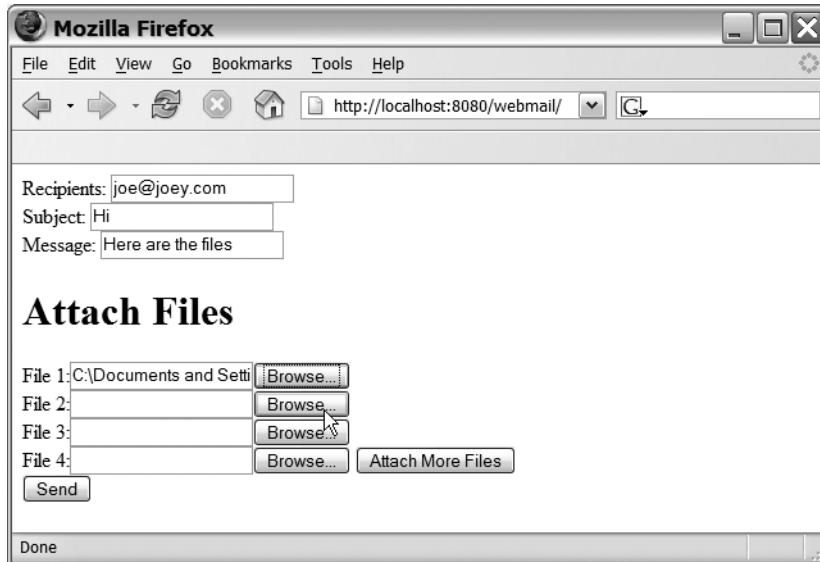 Mozilla Firefox
File Edit View Go Bookmarks Tools Help
http://localhost:8080/webmail/ G
Recipients: joe@joey.com
Subject: Hi
Message: Here are the files
Attach Files
File 1: C:\Documents and Setti Browse...
File 2: Browse...
File 3: Browse...
File 4: Browse... Attach More Files
Send
Done